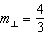 m⊥ = 4/3